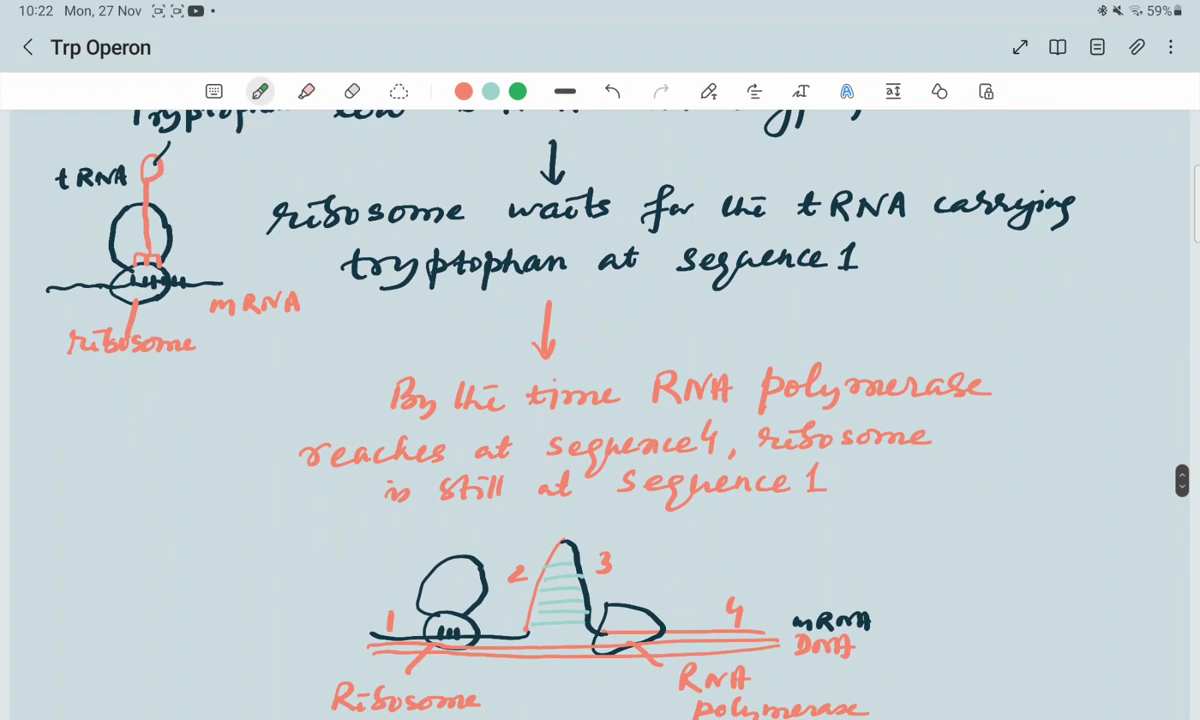 10:22 Mon, 27 Nov
59%
Trp Operon
tRNA
ribosome waits for the tRNA carrying
tryptophan at sequence 1
mRNA
ribosome
By the time RNA polymerase
reaches at sequence 4, ribosome
is still at sequence 1
2
3
1
4
mRNA
DNA
Ribosome
RNA
polymerase